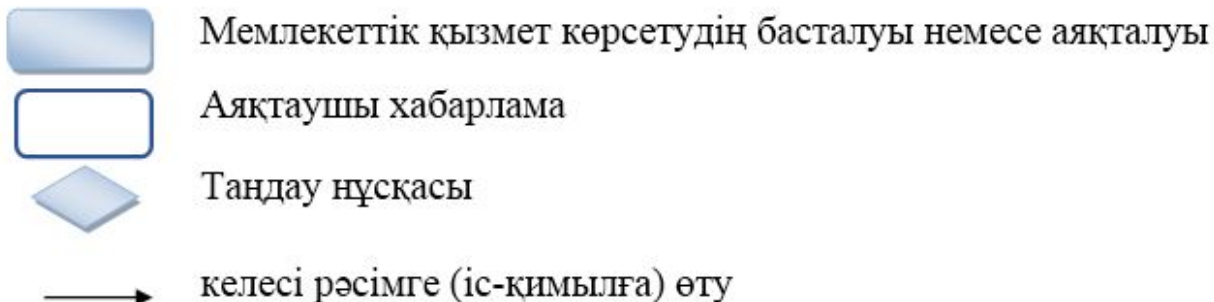 Мемлекеттік қызмет көрсетудің басталуы немесе аяқталуы
Аяқтаушы хабарлама
Таңдау нұсқасы
келесі рәсімге (іс-қимылға) өту